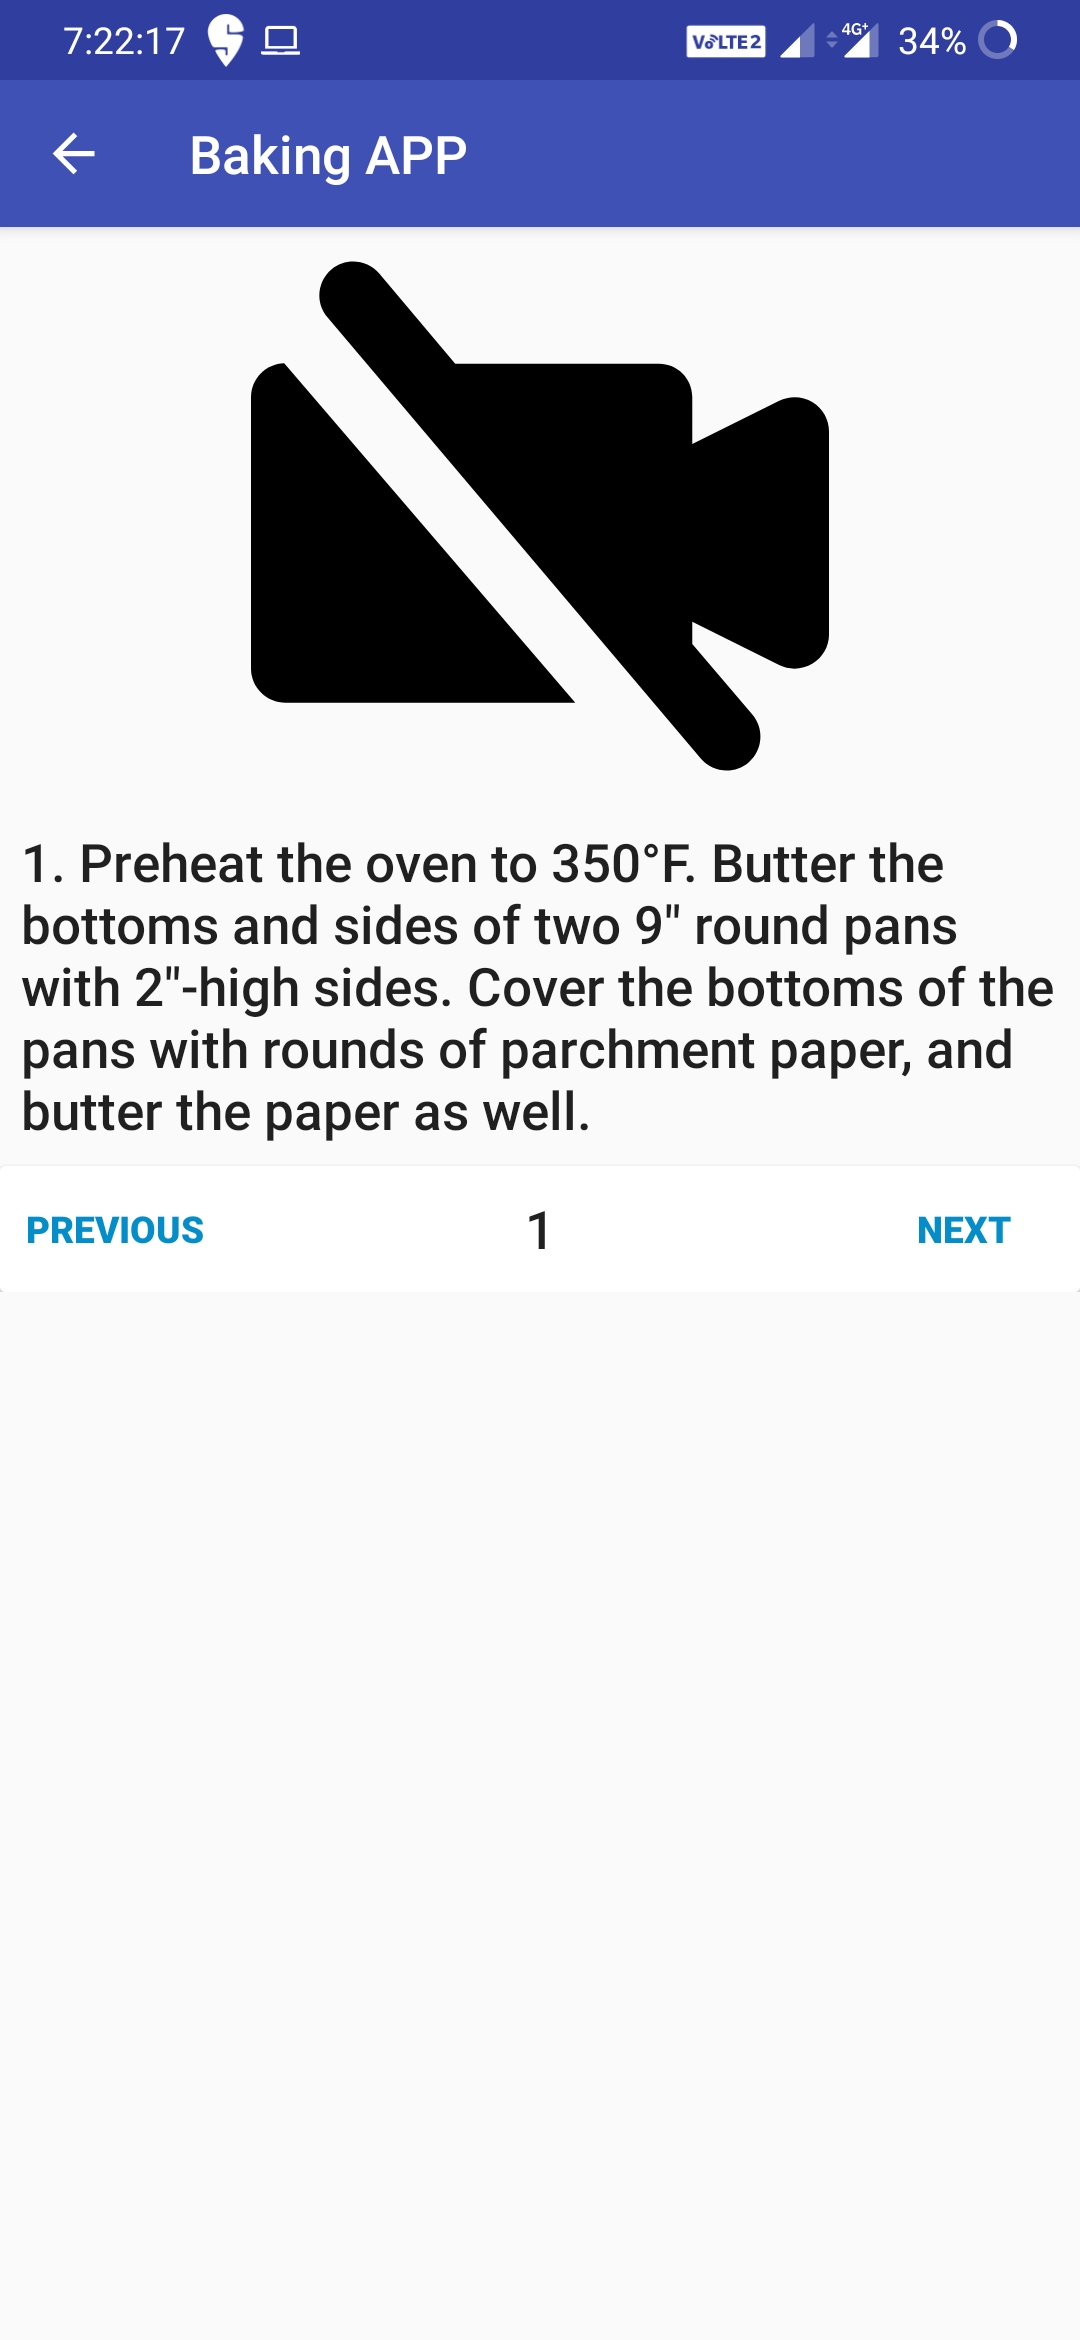 7:22:17 VoLTE2 4G+ 34%
Baking APP
1. Preheat the oven to 350°F. Butter the
bottoms and sides of two 9" round pans
with 2"-high sides. Cover the bottoms of the
pans with rounds of parchment paper, and
butter the paper as well.
PREVIOUS 1 NEXT